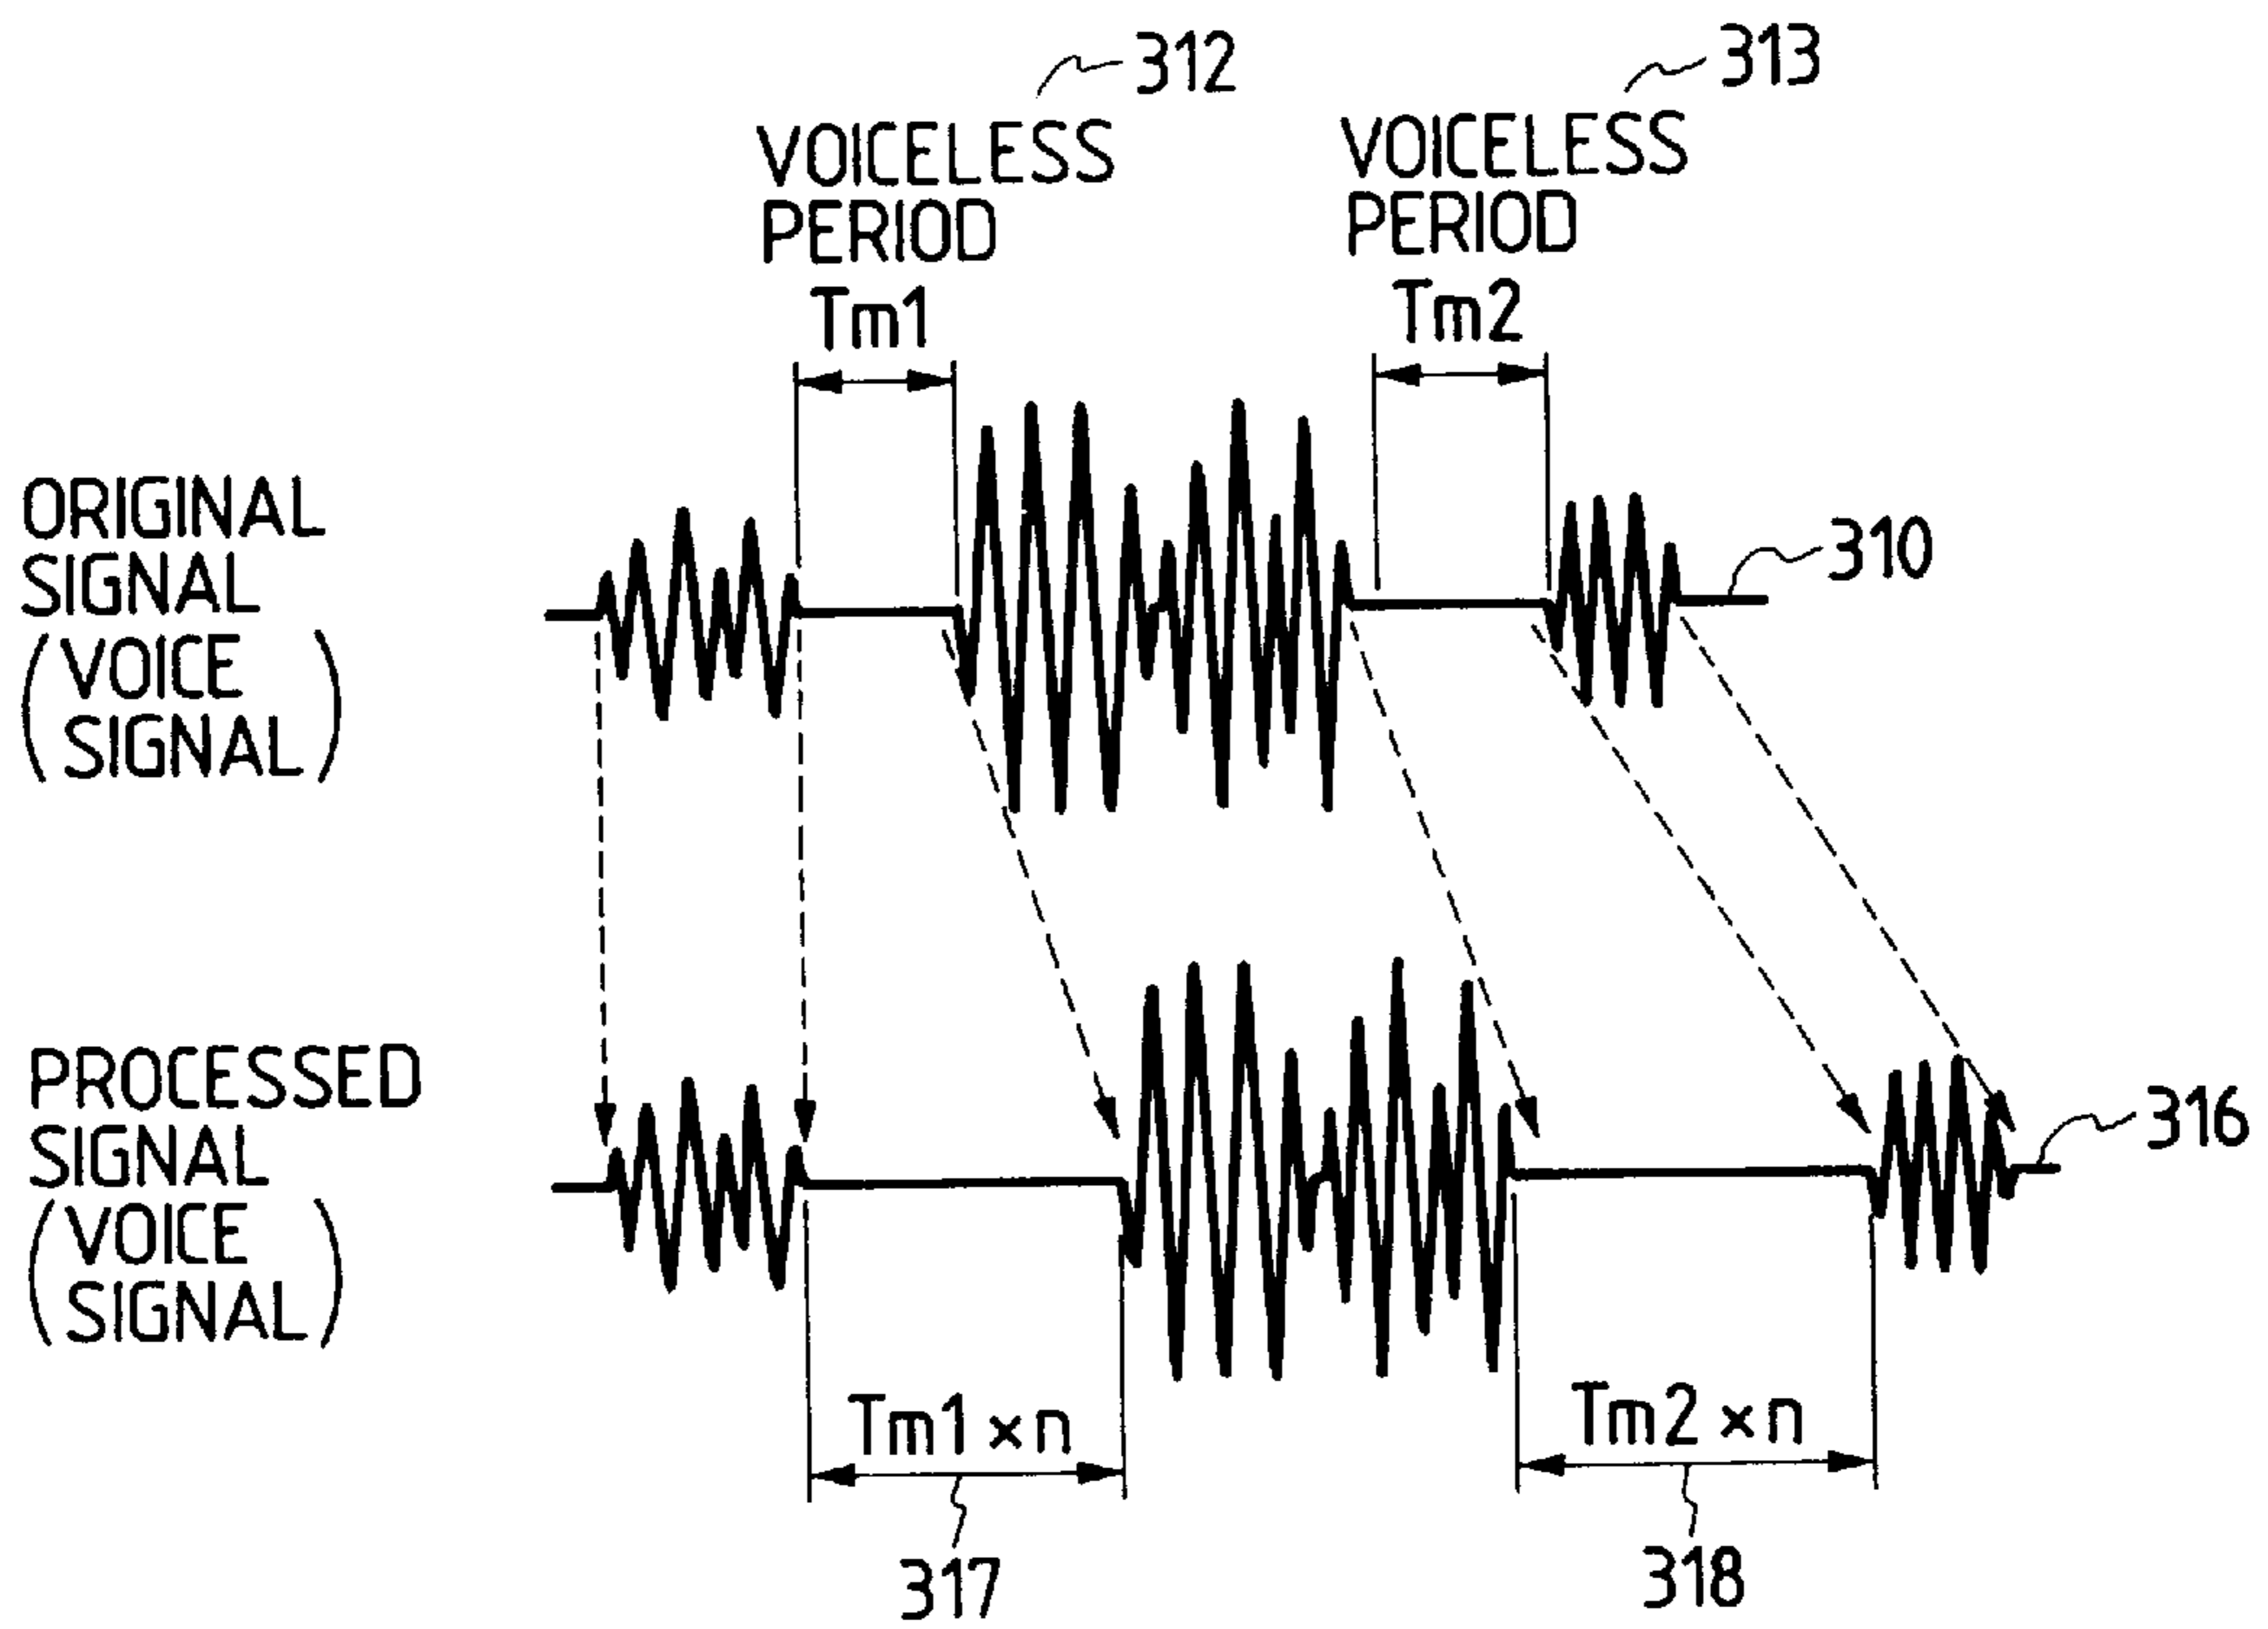 312
VOICELESS
PERIOD
Tm1
313
VOICELESS
PERIOD
Tm2
ORIGINAL
SIGNAL
(VOICE
SIGNAL)
310
PROCESSED
SIGNAL
(VOICE
SIGNAL)
316
Tm1×n
Tm2×n
317
318